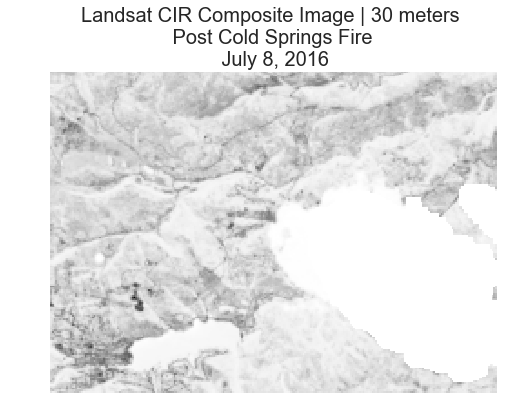 Landsat CIR Composite Image | 30 meters
Post Cold Springs Fire
July 8, 2016